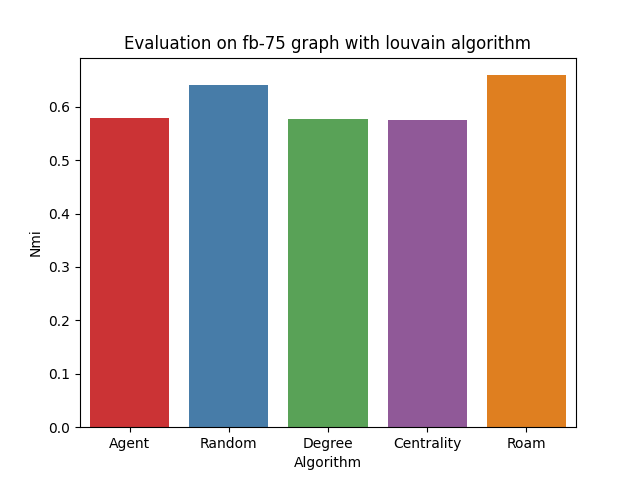 Evaluation on fb-75 graph with louvain algorithm
Nmi
0.6
0.5
0.4
0.3
0.2
0.1
0.0
Agent Random Degree Centrality Roam
Algorithm